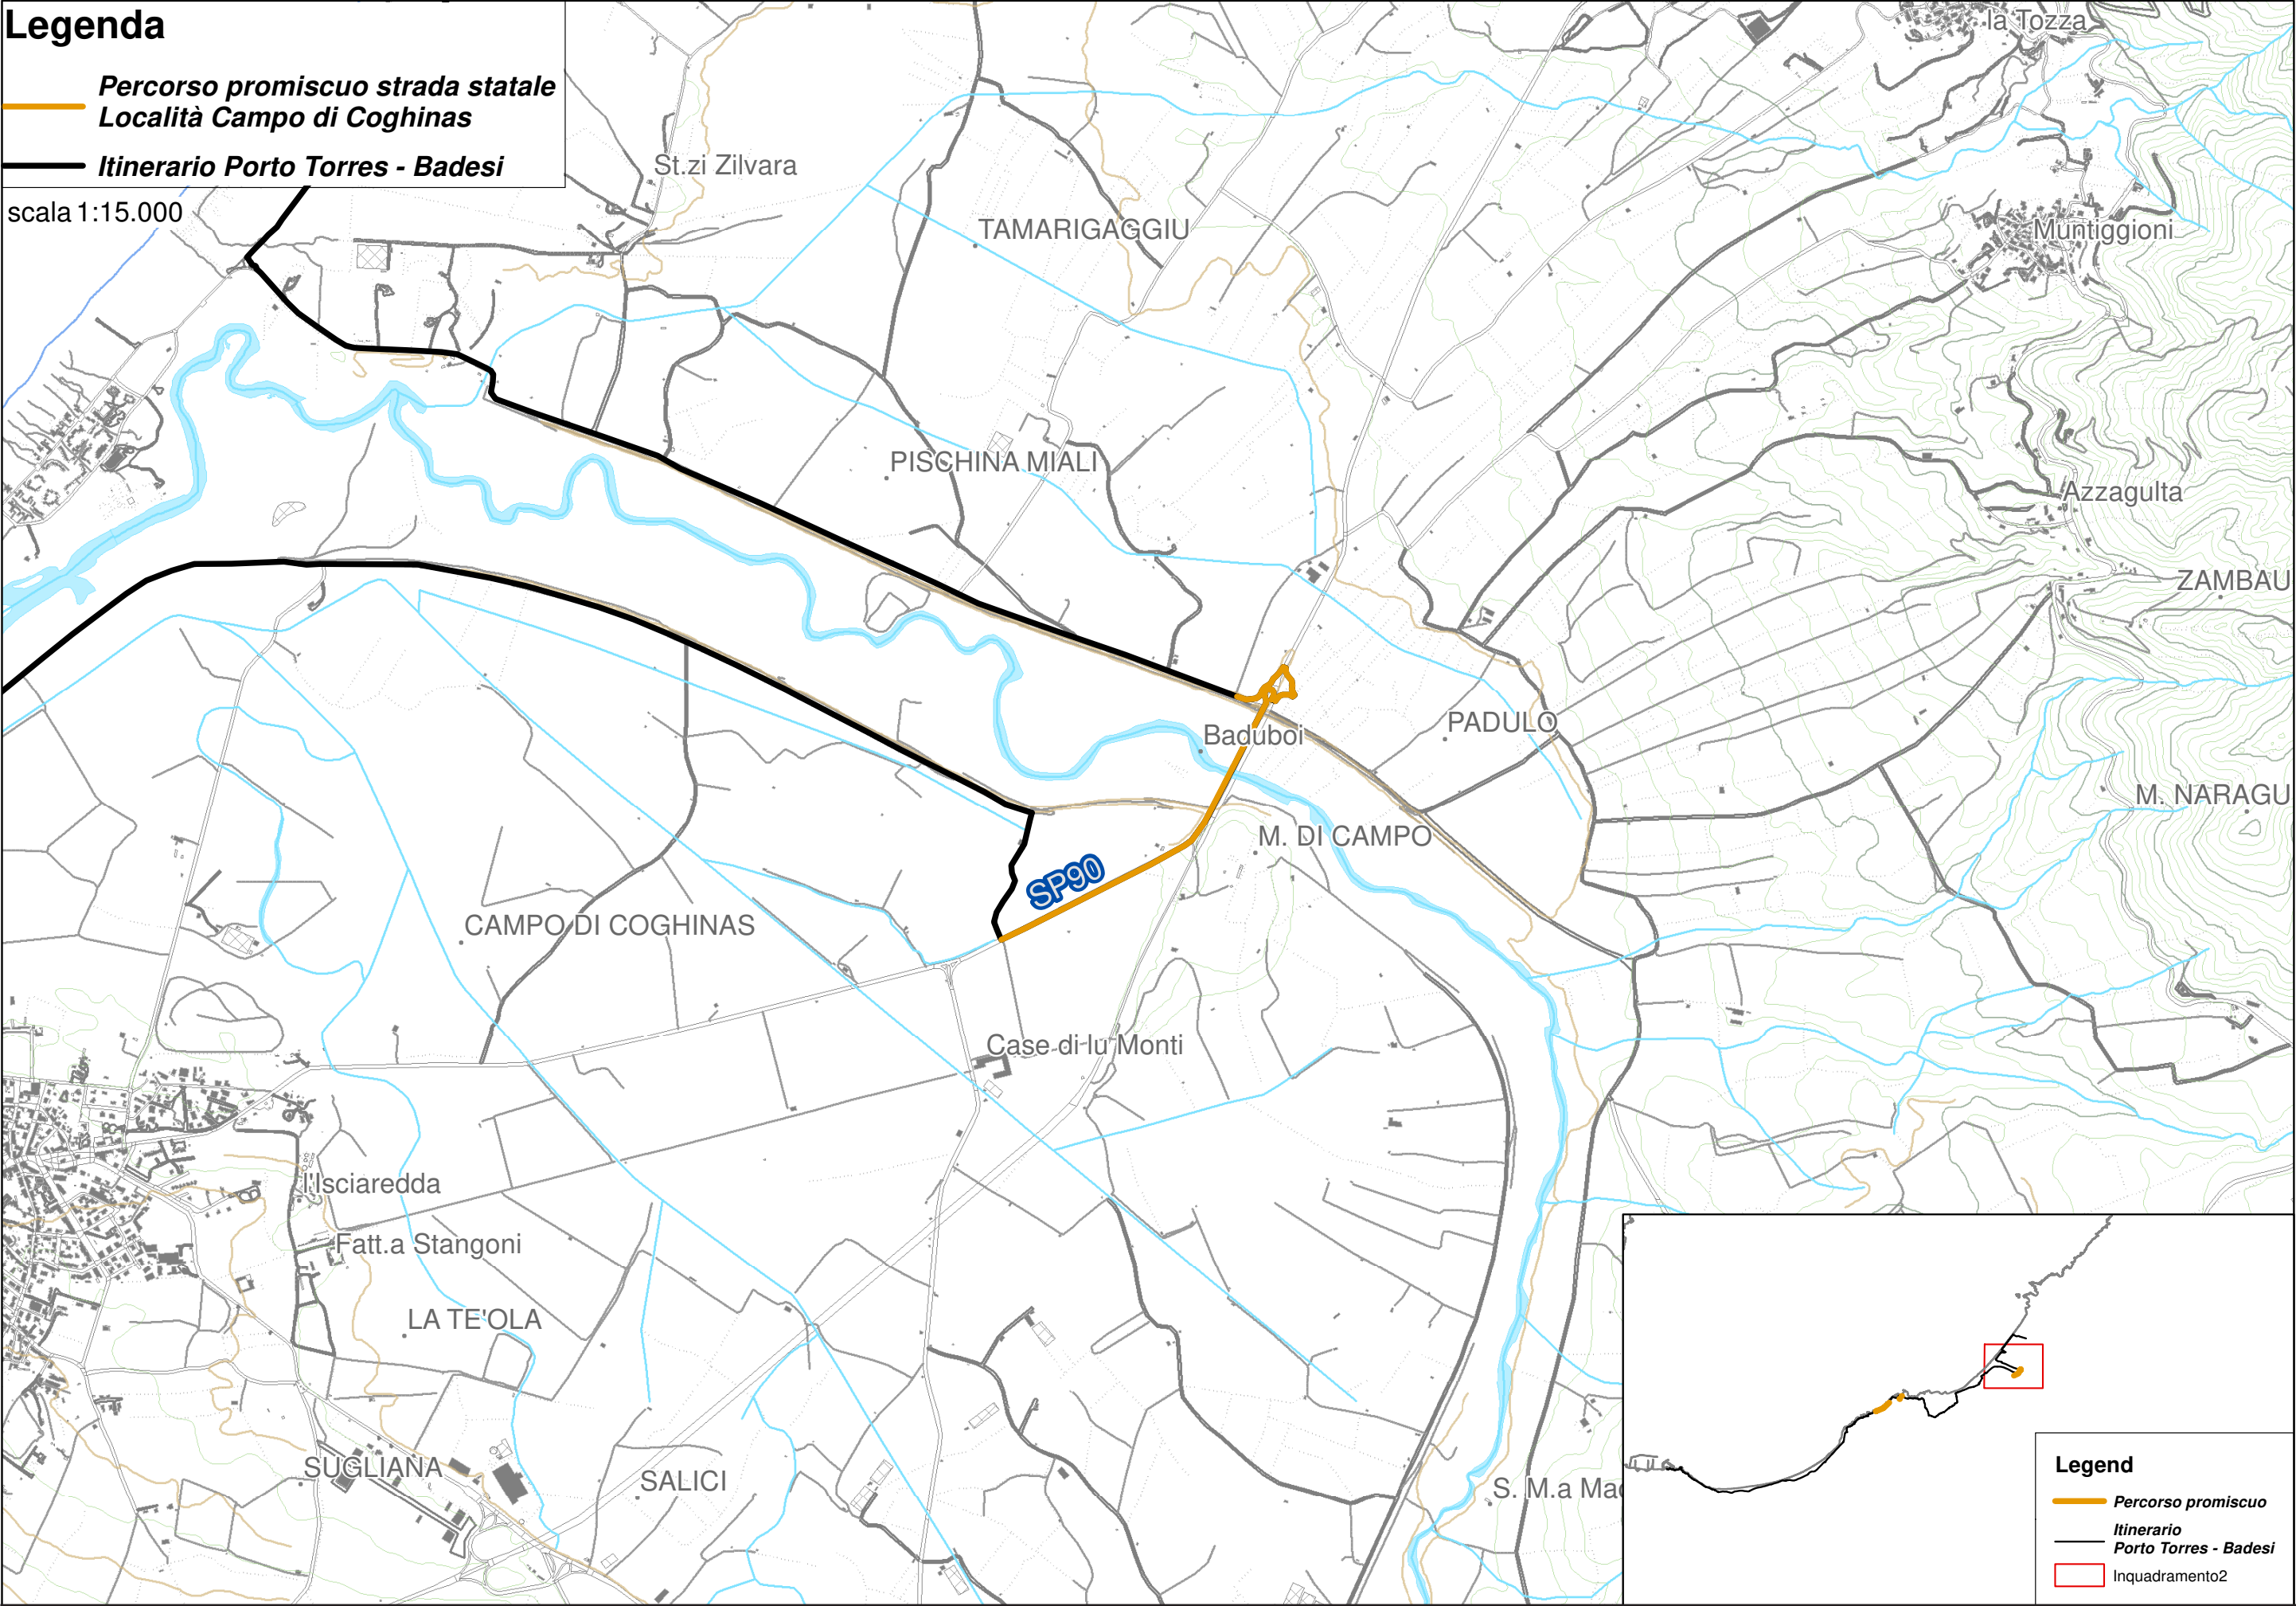 Legenda
Percorso promiscuo strada statale
Località Campo di Coghinas
Itinerario Porto Torres - Badesi
scala 1:15.000
la Tozza
St.zi Zilvara
TAMARIGAGGIU
Muntiggioni
PISCHINA MIALI
Azzagulta
ZAMBAU
PADULO
Baduboi
M. NARAGU
M. DI CAMPO
SP90
CAMPO DI COGHINAS
Case di lu Monti
l'Isciaredda
Fatt.a Stangoni
LA TE'OLA
SUGLIANA
SALICI
S. M.a Mac
Legend
Percorso promiscuo
Itinerario
Porto Torres - Badesi
Inquadramento2